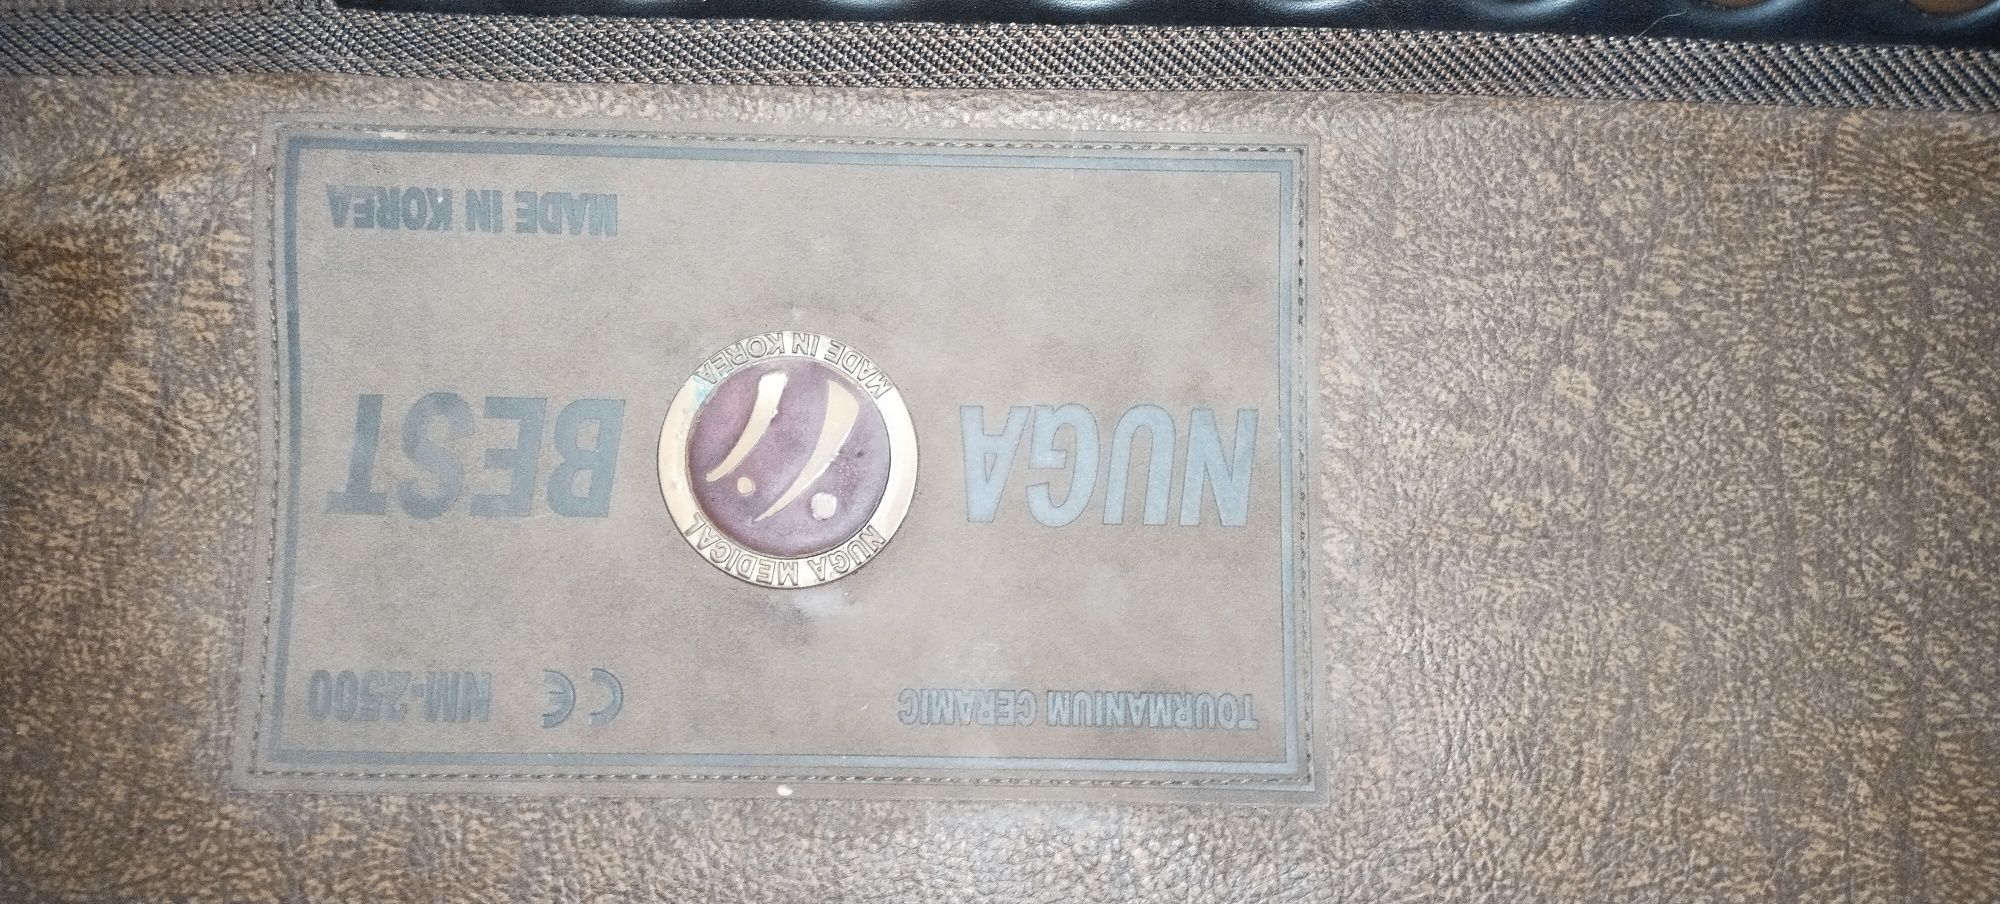 TOURMANIUM CERAMIC
CE NM-2500
NUGA BEST
NUGA MEDICAL
MADE IN KOREA
MADE IN KOREA